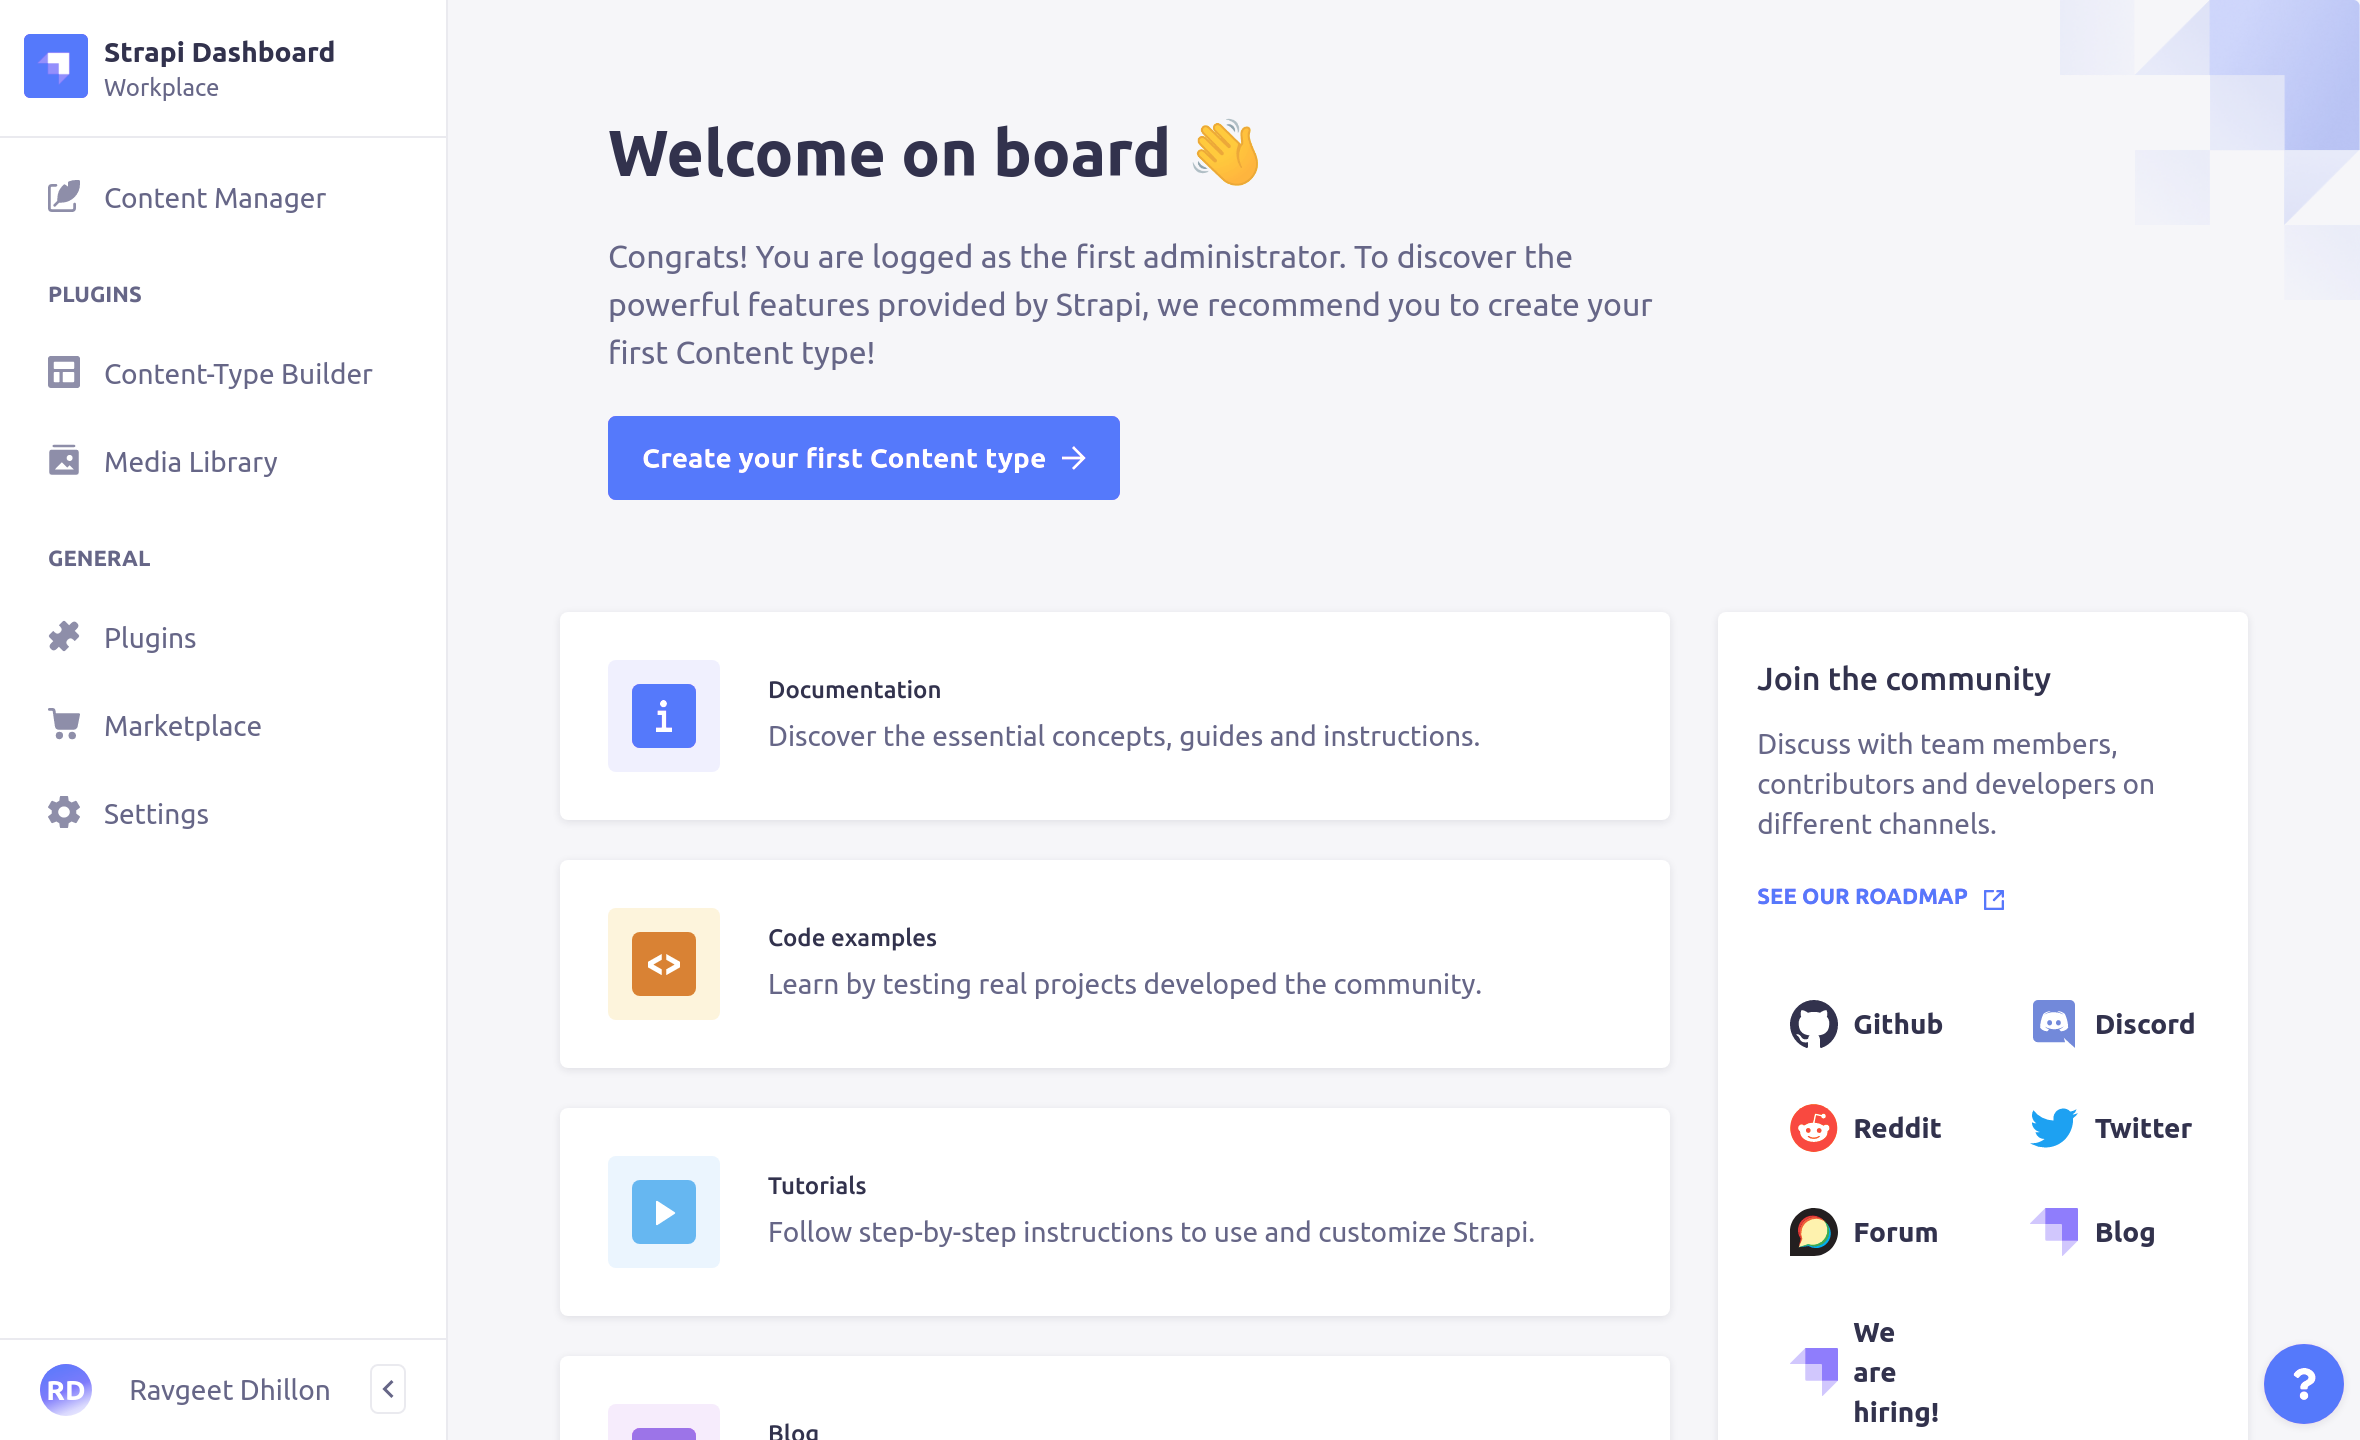 Strapi Dashboard
Workplace
Content Manager
PLUGINS
Content-Type Builder
Media Library
GENERAL
Plugins
Marketplace
Settings
RD
Ravgeet Dhillon
Welcome on board 👋
Congrats! You are logged as the first administrator. To discover the
powerful features provided by Strapi, we recommend you to create your
first Content type!
Create your first Content type →
Documentation
Discover the essential concepts, guides and instructions.
Code examples
Learn by testing real projects developed the community.
Tutorials
Follow step-by-step instructions to use and customize Strapi.
Blog
Join the community
Discuss with team members,
contributors and developers on
different channels.
SEE OUR ROADMAP
Github
Discord
Reddit
Twitter
Forum
Blog
We
are
hiring!
?